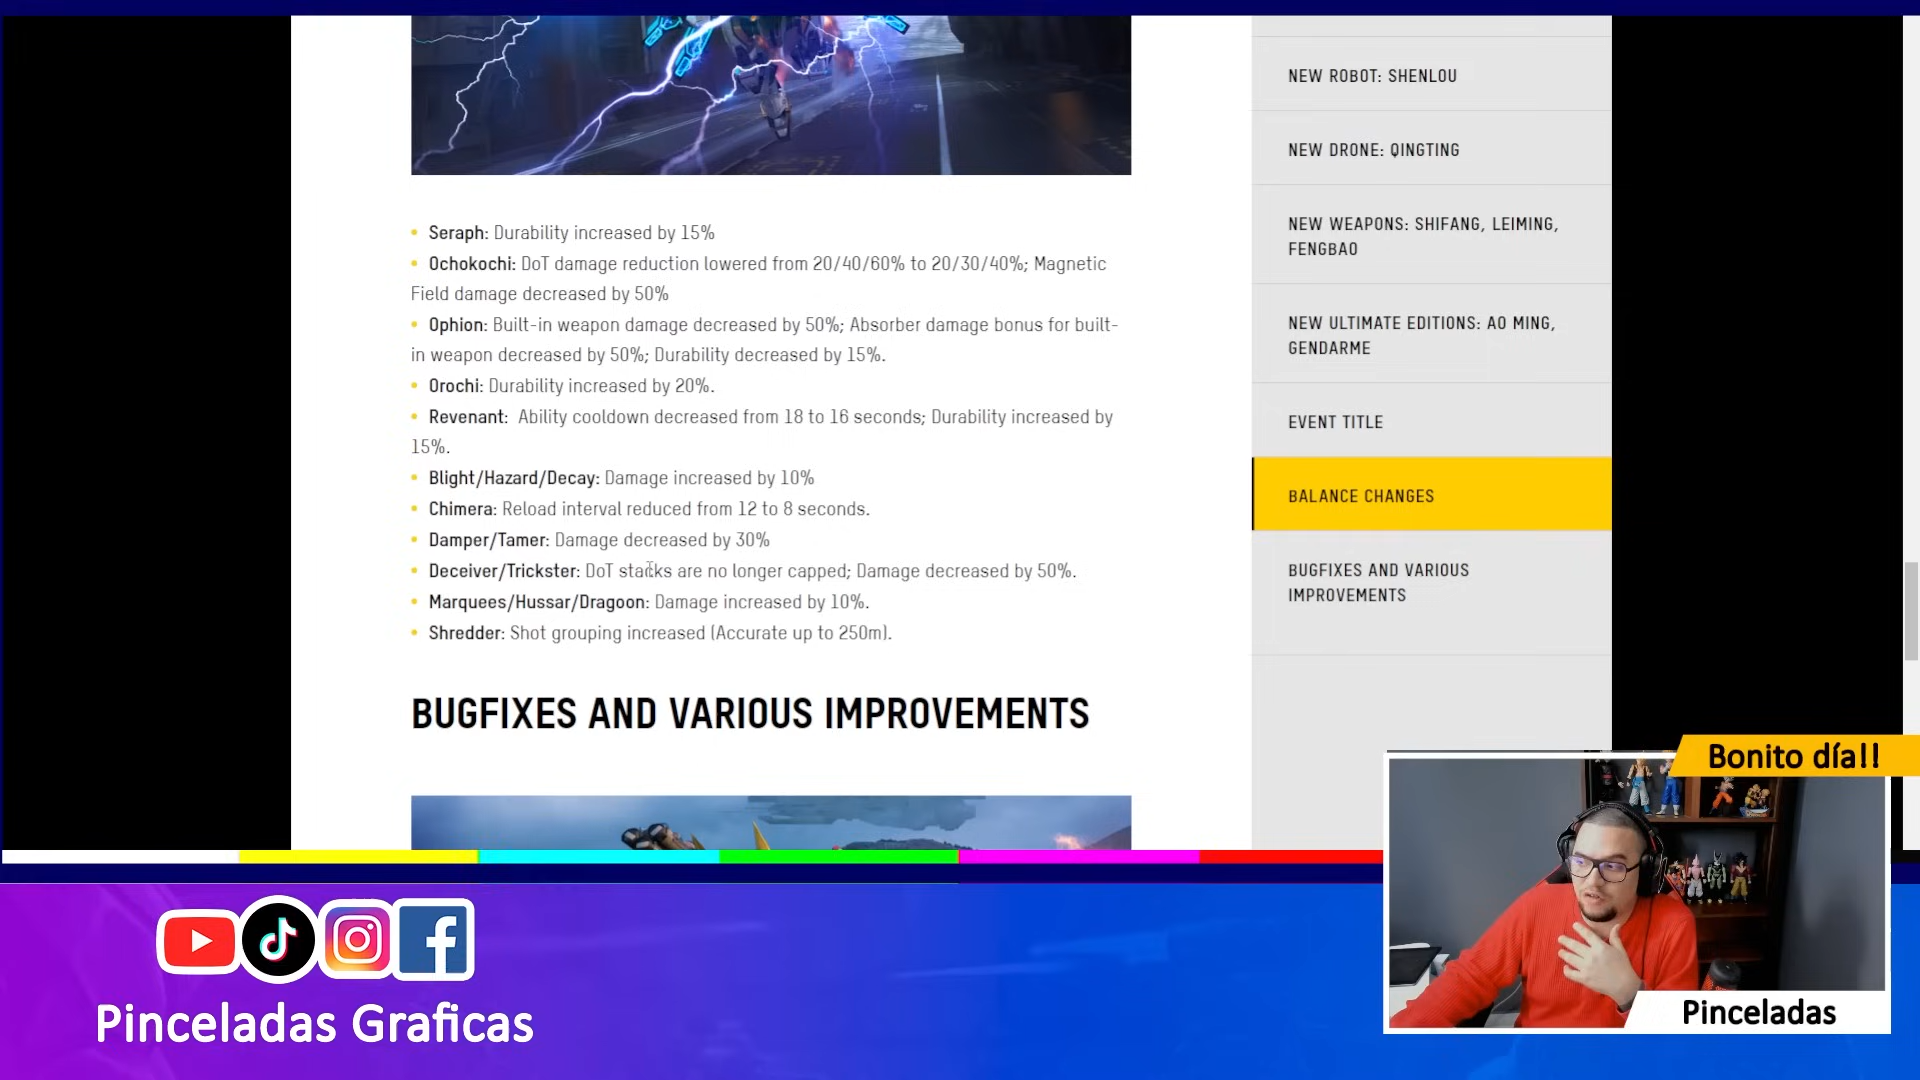 • Seraph: Durability increased by 15%
• Ochokochi: DoT damage reduction lowered from 20/40/60% to 20/30/40%; Magnetic
Field damage decreased by 50%
• Ophion: Built-in weapon damage decreased by 50%; Absorber damage bonus for built-
in weapon decreased by 50%; Durability decreased by 15%.
• Orochi: Durability increased by 20%.
• Revenant: Ability cooldown decreased from 18 to 16 seconds; Durability increased by
15%.
• Blight/Hazard/Decay: Damage increased by 10%
• Chimera: Reload interval reduced from 12 to 8 seconds.
• Damper/Tamer: Damage decreased by 30%
• Deceiver/Trickster: DoT stacks are no longer capped; Damage decreased by 50%.
• Marquees/Hussar/Dragoon: Damage increased by 10%.
• Shredder: Shot grouping increased (Accurate up to 250m).
BUGFIXES AND VARIOUS IMPROVEMENTS
NEW ROBOT: SHENLOU
NEW DRONE: QINGTING
NEW WEAPONS: SHIFANG, LEIMING,
FENGBAO
NEW ULTIMATE EDITIONS: AO MING,
GENDARME
EVENT TITLE
BALANCE CHANGES
BUGFIXES AND VARIOUS
IMPROVEMENTS
Bonito día!!
Pinceladas
Pinceladas Graficas